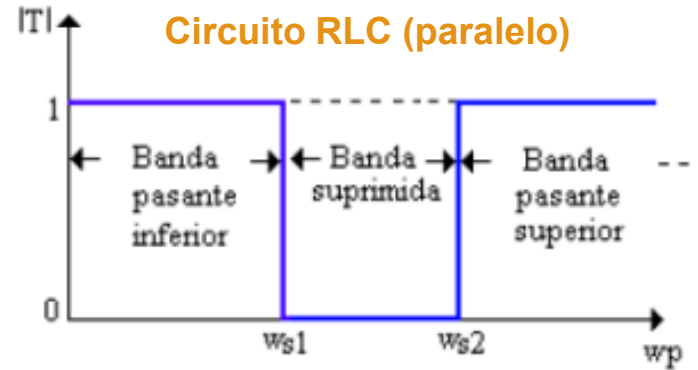 |T|
Circuito RLC (paralelo)
1
Banda pasante inferior
Banda suprimida
Banda pasante superior
0
ws1
ws2
wp